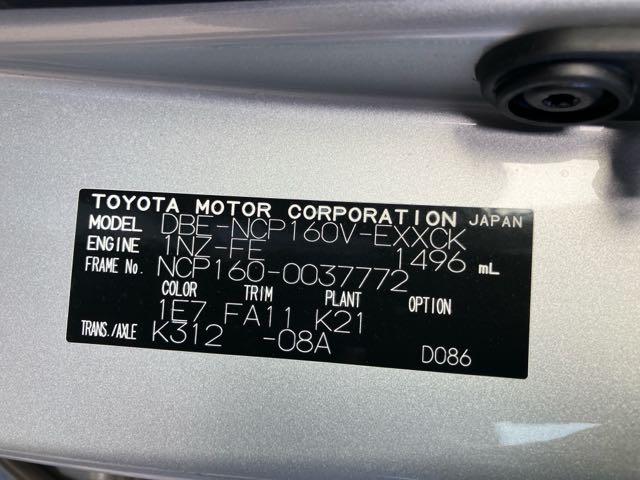 TOYOTA MOTOR CORPORATION JAPAN
MODEL DBE-NCP160V-EXXCK
ENGINE 1NZ-FE 1496 mL
FRAME No. NCP160-0037772
COLOR TRIM PLANT OPTION
1E7 FA11 K21
TRANS./AXLE K312 -08A
D086